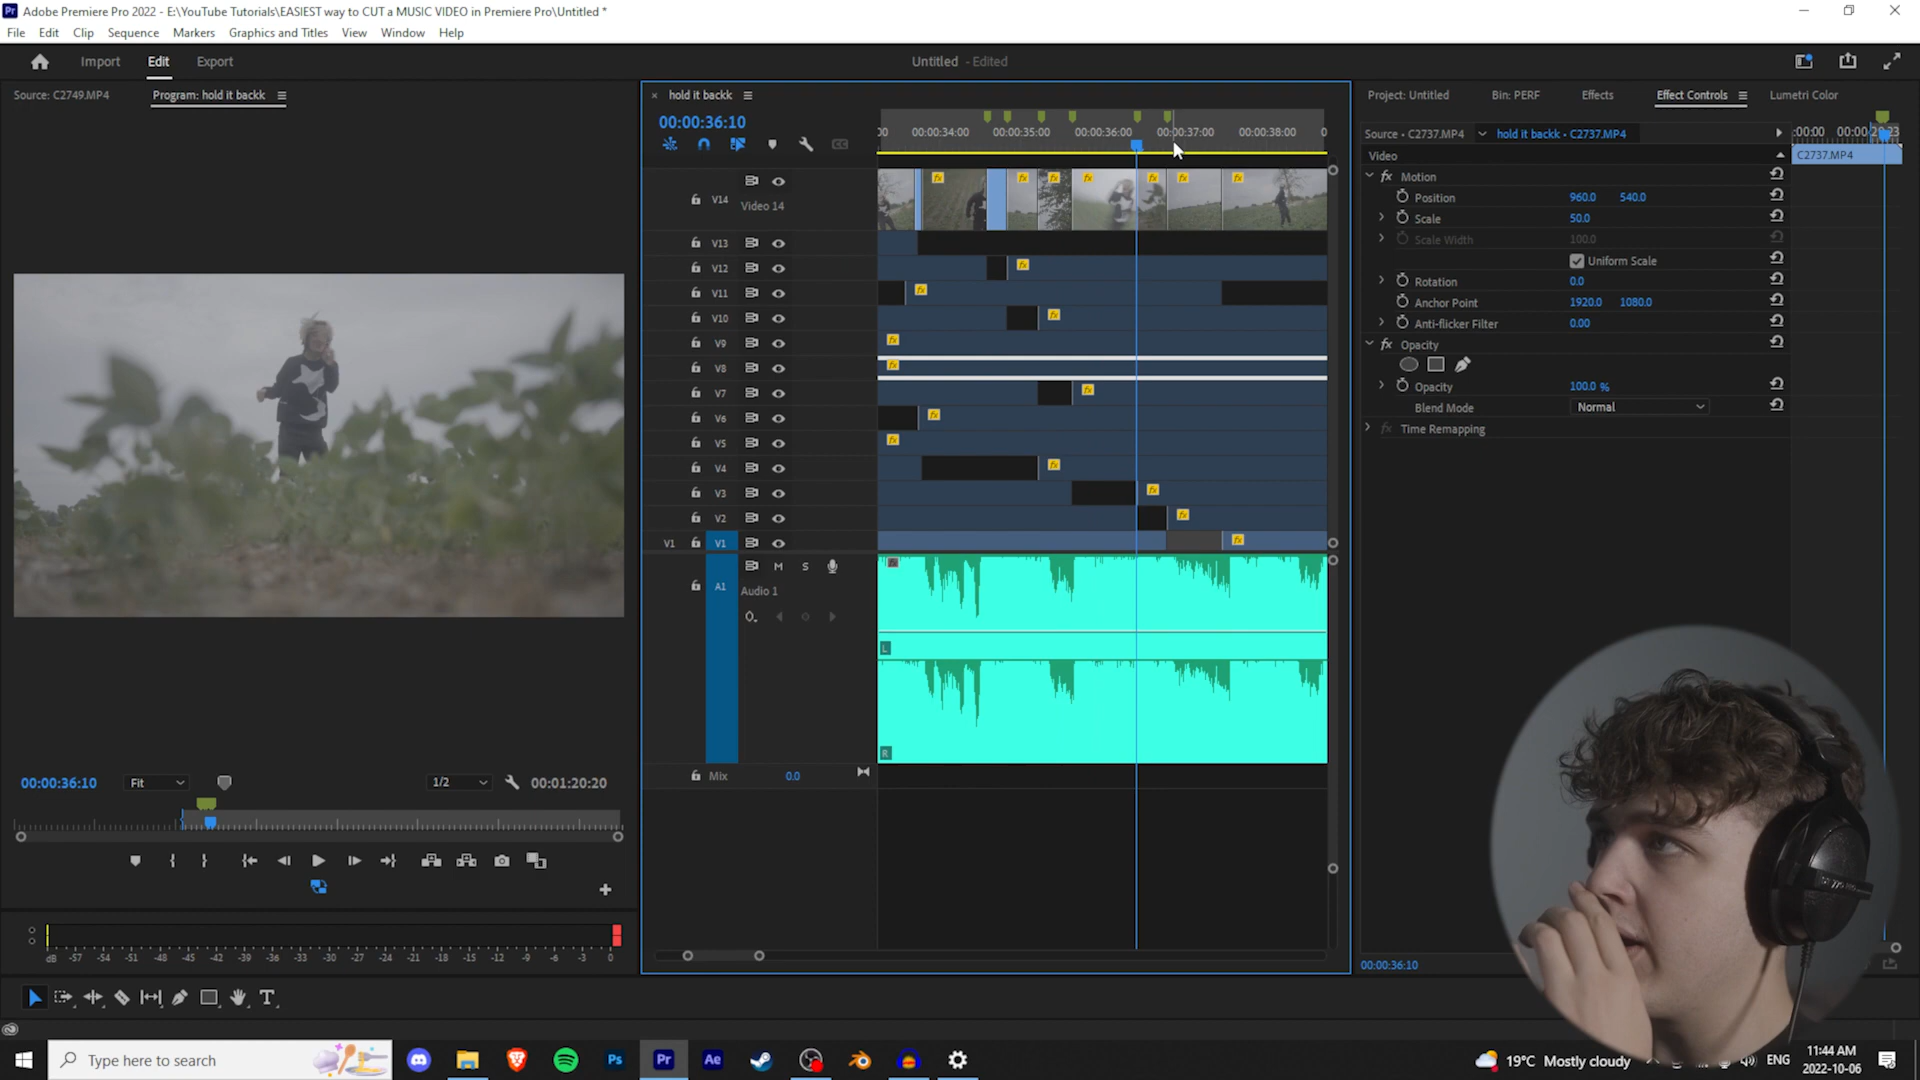 Adobe Premiere Pro 2022 - E:\YouTube Tutorials\EASIEST way to CUT a MUSIC VIDEO in Premiere Pro\Untitled *
File Edit Clip Sequence Markers Graphics and Titles View Window Help
Import Edit Export
Untitled - Edited
Source: C2749.MP4
Program: hold it backk
00:00:36:10
Fit
1/2
00:01:20:20
dB -57 -54 -51 -48 -45 -42 -39 -36 -33 -30 -27 -24 -21 -18 -15 -12 -9 -6 -3 0
hold it backk
00:00:36:10
00:00:34:00 00:00:35:00 00:00:36:00 00:00:37:00 00:00:38:00
V14
Video 14
V13
V12
V11
V10
V9
V8
V7
V6
V5
V4
V3
V2
V1 V1
M S
A1
Audio 1
L
R
Mix 0.0
Project: Untitled Bin: PERF Effects Effect Controls Lumetri Color
Source • C2737.MP4
hold it backk - C2737.MP4
Video
C2737.MP4
fx Motion
Position 960.0 540.0
Scale 50.0
Scale Width 100.0
Uniform Scale
Rotation 0.0
Anchor Point 1920.0 1080.0
Anti-flicker Filter 0.00
fx Opacity
Opacity 100.0 %
Blend Mode Normal
fx Time Remapping
00:00:36:10
Type here to search
Ps Pr Ae
19°C Mostly cloudy
ENG
11:44 AM
2022-10-06